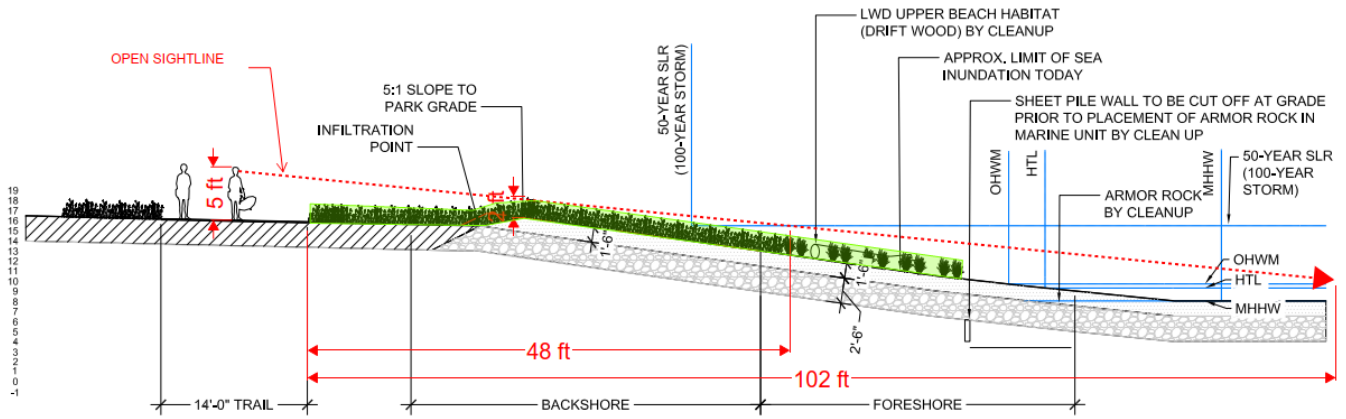 LWD UPPER BEACH HABITAT
(DRIFT WOOD) BY CLEANUP
OPEN SIGHTLINE
50-YEAR SLR
(100-YEAR STORM)
APPROX. LIMIT OF SEA
INUNDATION TODAY
5:1 SLOPE TO
PARK GRADE
SHEET PILE WALL TO BE CUT OFF AT GRADE
PRIOR TO PLACEMENT OF ARMOR ROCK IN
MARINE UNIT BY CLEAN UP
INFILTRATION
POINT
OHWM
HTL
MHHW
50-YEAR SLR
(100-YEAR
STORM)
ARMOR ROCK
BY CLEANUP
5 ft
2 ft
19
18
17
16
15
14
13
12
11
10
9
8
7
6
5
4
3
2
1
0
-1
1'-6"
1'-6"
2'-6"
OHWM
HTL
MHHW
48 ft
102 ft
14'-0" TRAIL
BACKSHORE
FORESHORE